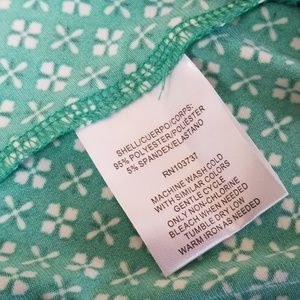 SHELL/CUERPO/CORPS:
95% POLYESTER/POLIÉSTER
5% SPANDEX/ELASTANO
RN103737
MACHINE WASH COLD
WITH SIMILAR COLORS
GENTLE CYCLE
ONLY NON-CHLORINE
BLEACH WHEN NEEDED
TUMBLE DRY LOW
WARM IRON AS NEEDED